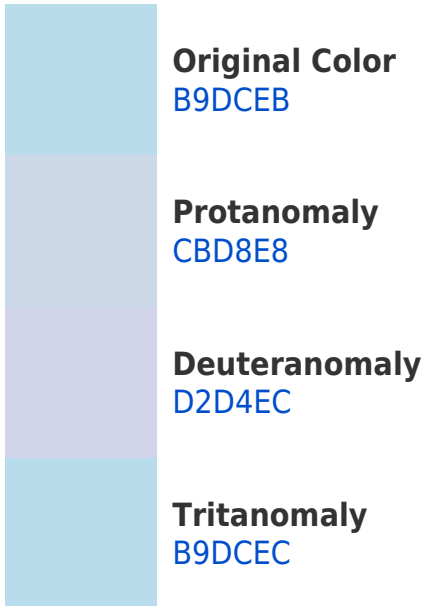 Original Color
B9DCEB
Protanomaly
CBD8E8
Deuteranomaly
D2D4EC
Tritanomaly
B9DCEC